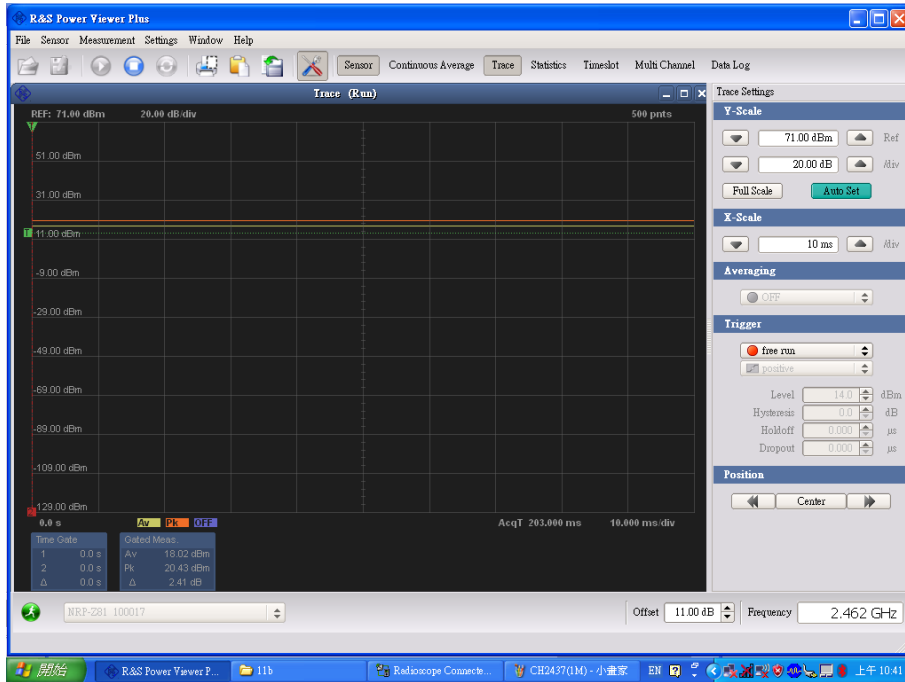 R&S Power Viewer Plus
File Sensor Measurement Settings Window Help
Sensor Continuous Average Trace Statistics Timeslot Multi Channel Data Log
Trace (Run)
REF: 71.00 dBm 20.00 dB/div 500 pnts
T
51.00 dBm
31.00 dBm
T 11.00 dBm
-9.00 dBm
-29.00 dBm
-49.00 dBm
-69.00 dBm
-89.00 dBm
-109.00 dBm
-129.00 dBm
0.0 s Av Pk OFF AcqT 203.000 ms 10.000 ms/div
Time Gate
1 0.0 s
2 0.0 s
Δ 0.0 s
Gated Meas.
Av 18.02 dBm
Pk 20.43 dBm
Δ 2.41 dB
Trace Settings
Y-Scale
71.00 dBm Ref
20.00 dB /div
Full Scale Auto Set
X-Scale
10 ms /div
Averaging
OFF
Trigger
free run
positive
Level 14.0 dBm
Hysteresis 0.0 dB
Holdoff 0.000 µs
Dropout 0.000 µs
Position
Center
NRP-Z81 100017 Offset 11.00 dB Frequency 2.462 GHz
開始 R&S Power Viewer P... 11b Radioscope Connecte... CH2437(1M) - 小畫家 EN 上午 10:41